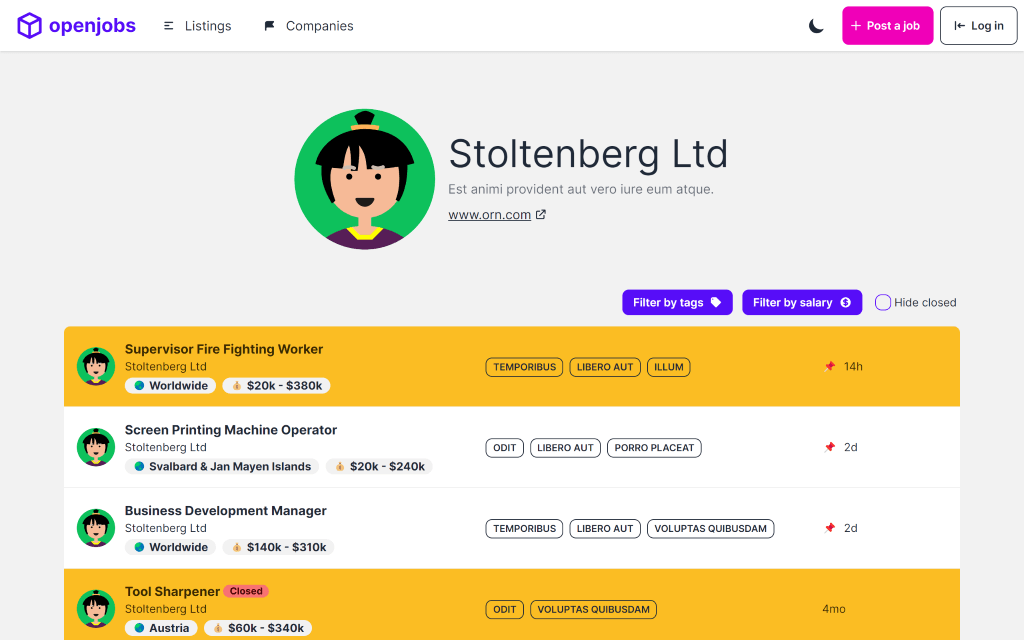 openjobs
Listings
Companies
Post a job
Log in
Stoltenberg Ltd
Est animi provident aut vero iure eum atque.
www.orn.com
Filter by tags
Filter by salary
Hide closed
Supervisor Fire Fighting Worker
Stoltenberg Ltd
Worldwide
$20k - $380k
TEMPORIBUS
LIBERO AUT
ILLUM
14h
Screen Printing Machine Operator
Stoltenberg Ltd
Svalbard & Jan Mayen Islands
$20k - $240k
ODIT
LIBERO AUT
PORRO PLACEAT
2d
Business Development Manager
Stoltenberg Ltd
Worldwide
$140k - $310k
TEMPORIBUS
LIBERO AUT
VOLUPTAS QUIBUSDAM
2d
Tool Sharpener Closed
Stoltenberg Ltd
Austria
$60k - $340k
ODIT
VOLUPTAS QUIBUSDAM
4mo